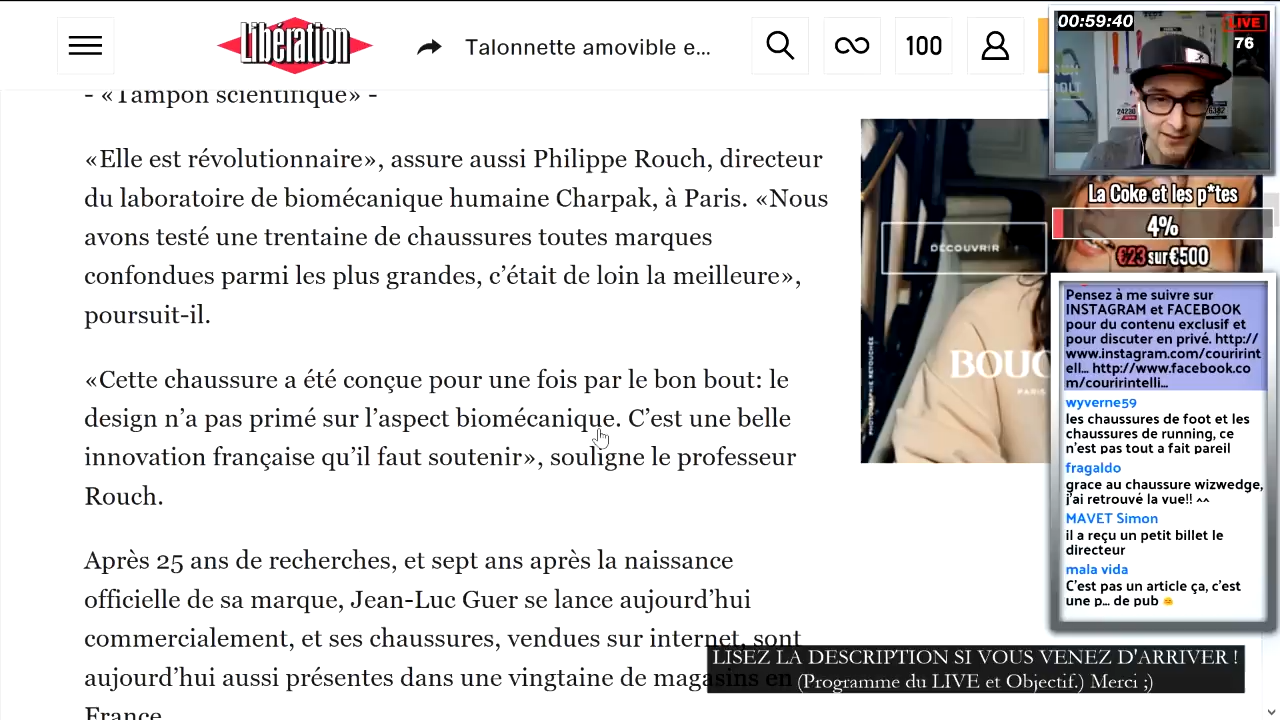 Libération
Talonnette amovible e...
100
- «Tampon scientifique» -
«Elle est révolutionnaire», assure aussi Philippe Rouch, directeur
du laboratoire de biomécanique humaine Charpak, à Paris. «Nous
avons testé une trentaine de chaussures toutes marques
confondues parmi les plus grandes, c’était de loin la meilleure»,
poursuit-il.
«Cette chaussure a été conçue pour une fois par le bon bout: le
design n’a pas primé sur l’aspect biomécanique. C’est une belle
innovation française qu’il faut soutenir», souligne le professeur
Rouch.
Après 25 ans de recherches, et sept ans après la naissance
officielle de sa marque, Jean-Luc Guer se lance aujourd’hui
commercialement, et ses chaussures, vendues sur internet, sont
aujourd’hui aussi présentes dans une vingtaine de magasins en
France
DÉCOUVRIR
BOUC
PARIS
PHOTOGRAPHIE RETOUCHÉE
00:59:40
LIVE
76
La Coke et les p*tes
4%
€23 sur €500
Pensez à me suivre sur
INSTAGRAM et FACEBOOK
pour du contenu exclusif et
pour discuter en privé. http://
www.instagram.com/courirint
ell... http://www.facebook.co
m/couririntelli...
wyverne59
les chaussures de foot et les
chaussures de running, ce
n'est pas tout a fait pareil
fragaldo
grace au chaussure wizwedge,
j'ai retrouvé la vue!! ^^
MAVET Simon
il a reçu un petit billet le
directeur
mala vida
C'est pas un article ça, c'est
une p... de pub
LISEZ LA DESCRIPTION SI VOUS VENEZ D'ARRIVER !
(Programme du LIVE et Objectif.) Merci ;)